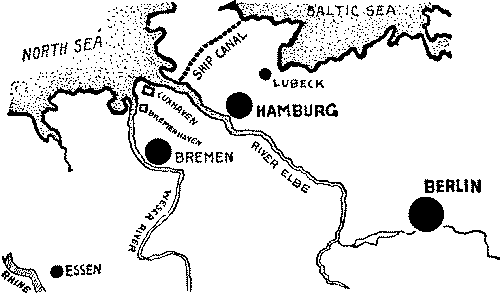 BALTIC SEA
NORTH SEA
SHIP CANAL
LUBECK
CUXHAVEN
HAMBURG
BREMERHAVEN
BREMEN
RIVER ELBE
BERLIN
WESER RIVER
ESSEN
RHINE